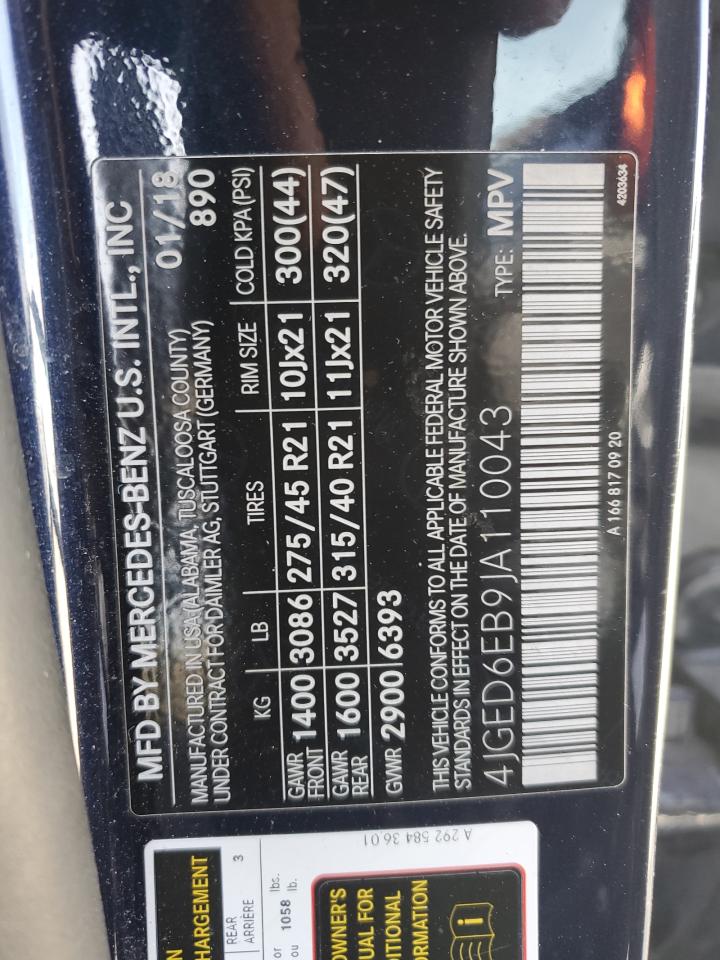 MFD BY MERCEDES-BENZ U.S. INTL., INC
01/18
MANUFACTURED IN USA (ALABAMA, TUSCALOOSA COUNTY)
UNDER CONTRACT FOR DAIMLER AG, STUTTGART (GERMANY) 890
KG LB TIRES RIM SIZE COLD KPA (PSI)
GAWR FRONT 1400 3086 275/45 R21 10Jx21 300(44)
GAWR REAR 1600 3527 315/40 R21 11Jx21 320(47)
GVWR 2900 6393
THIS VEHICLE CONFORMS TO ALL APPLICABLE FEDERAL MOTOR VEHICLE SAFETY
STANDARDS IN EFFECT ON THE DATE OF MANUFACTURE SHOWN ABOVE.
4JGED6EB9JA110043 TYPE: MPV
A 166 817 09 20
4203634
HARGEMENT
REAR
ARRIÈRE 3
or
ou 1058 lbs.
lb.
A 292 584 36 01
OWNER'S
UAL FOR
DITIONAL
ORMATION